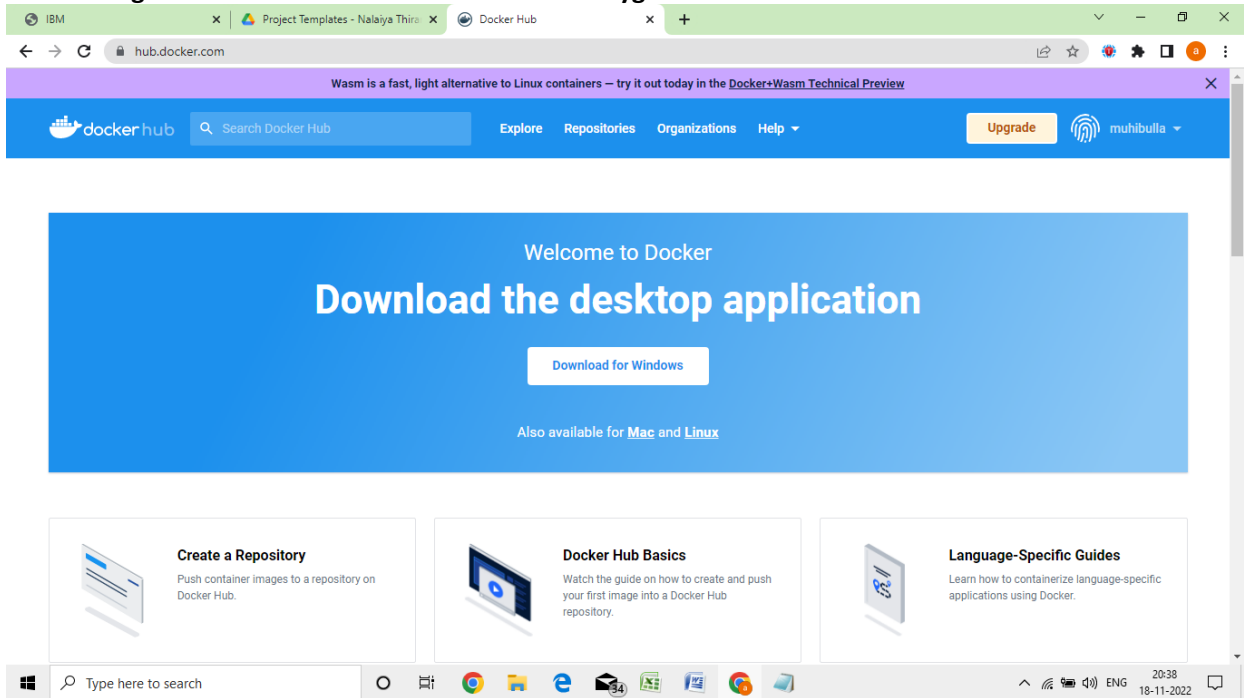 IBM
Project Templates - Nalaiya Thira
Docker Hub
hub.docker.com
a
Wasm is a fast, light alternative to Linux containers — try it out today in the Docker+Wasm Technical Preview
dockerhub
Search Docker Hub
Explore Repositories Organizations Help
Upgrade
muhibulla
Welcome to Docker
Download the desktop application
Download for Windows
Also available for Mac and Linux
Create a Repository
Push container images to a repository on
Docker Hub.
Docker Hub Basics
Watch the guide on how to create and push
your first image into a Docker Hub
repository.
Language-Specific Guides
Learn how to containerize language-specific
applications using Docker.
Type here to search
34
ENG
20:38
18-11-2022